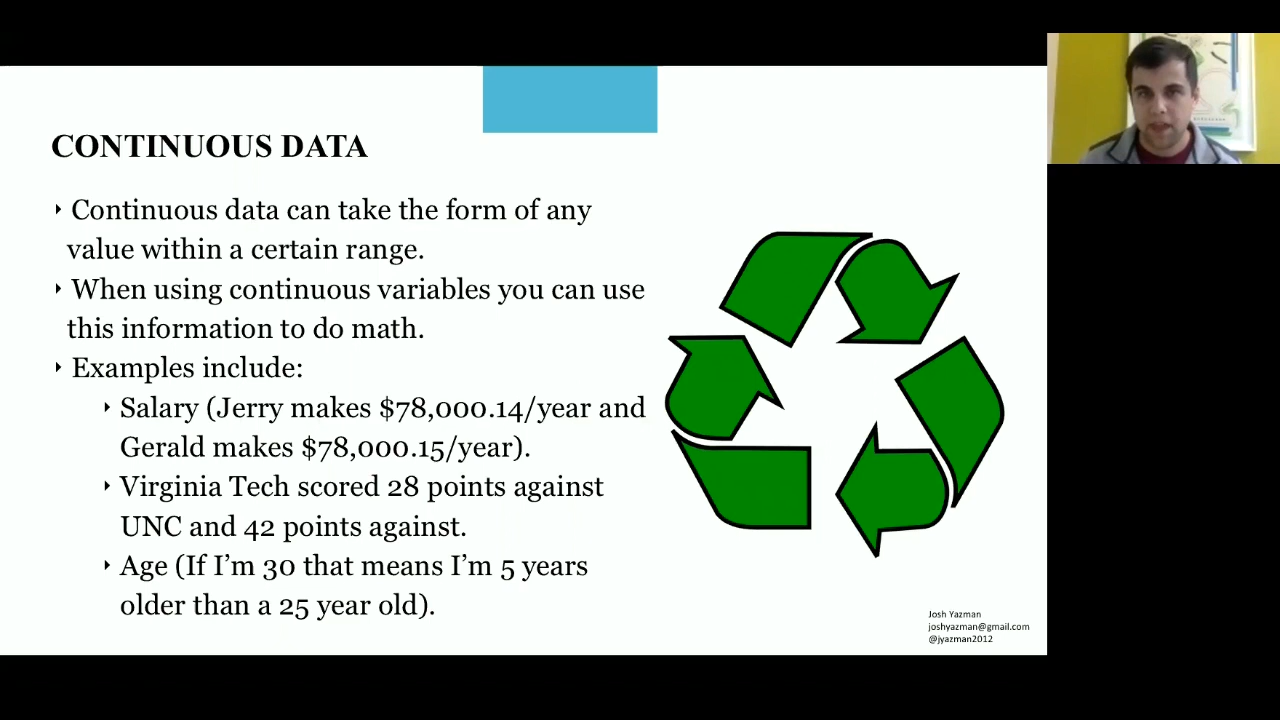 CONTINUOUS DATA
‣ Continuous data can take the form of any
value within a certain range.
‣ When using continuous variables you can use
this information to do math.
‣ Examples include:
‣ Salary (Jerry makes $78,000.14/year and
Gerald makes $78,000.15/year).
‣ Virginia Tech scored 28 points against
UNC and 42 points against.
‣ Age (If I’m 30 that means I’m 5 years
older than a 25 year old).
Josh Yazman
joshyazman@gmail.com
@jyazman2012